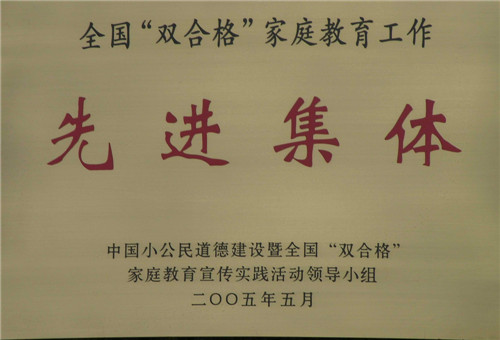 全国“双合格”家庭教育工作
先进集体
中国小公民道德建设暨全国“双合格”
家庭教育宣传实践活动领导小组
二〇〇五年五月